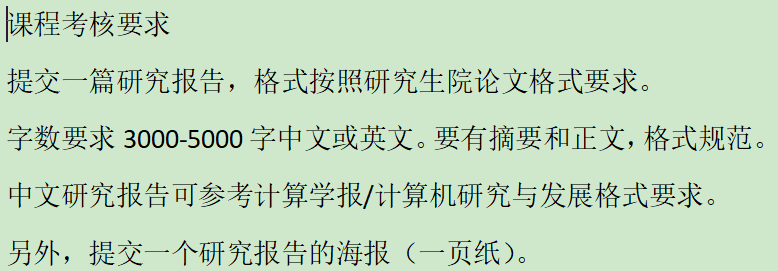 课程考核要求
提交一篇研究报告，格式按照研究生院论文格式要求。
字数要求 3000-5000 字中文或英文。要有摘要和正文，格式规范。
中文研究报告可参考计算学报/计算机研究与发展格式要求。
另外，提交一个研究报告的海报（一页纸）。